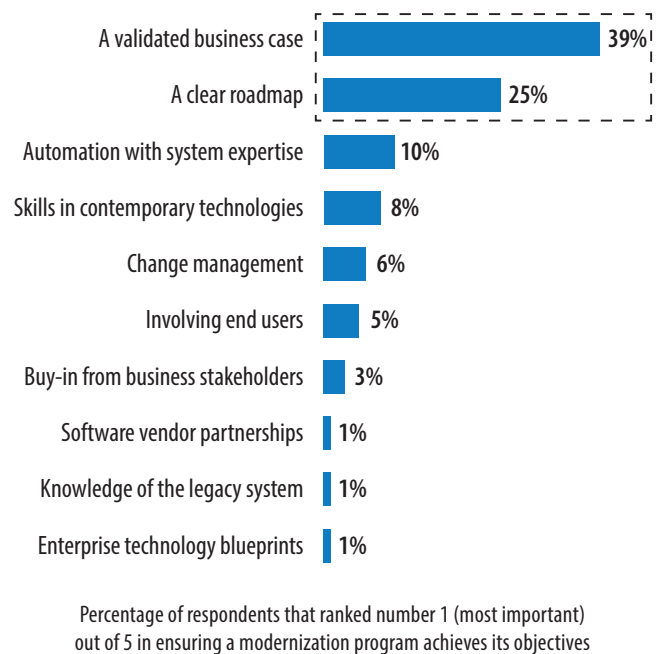 A validated business case 39%
A clear roadmap 25%
Automation with system expertise 10%
Skills in contemporary technologies 8%
Change management 6%
Involving end users 5%
Buy-in from business stakeholders 3%
Software vendor partnerships 1%
Knowledge of the legacy system 1%
Enterprise technology blueprints 1%
Percentage of respondents that ranked number 1 (most important)
out of 5 in ensuring a modernization program achieves its objectives